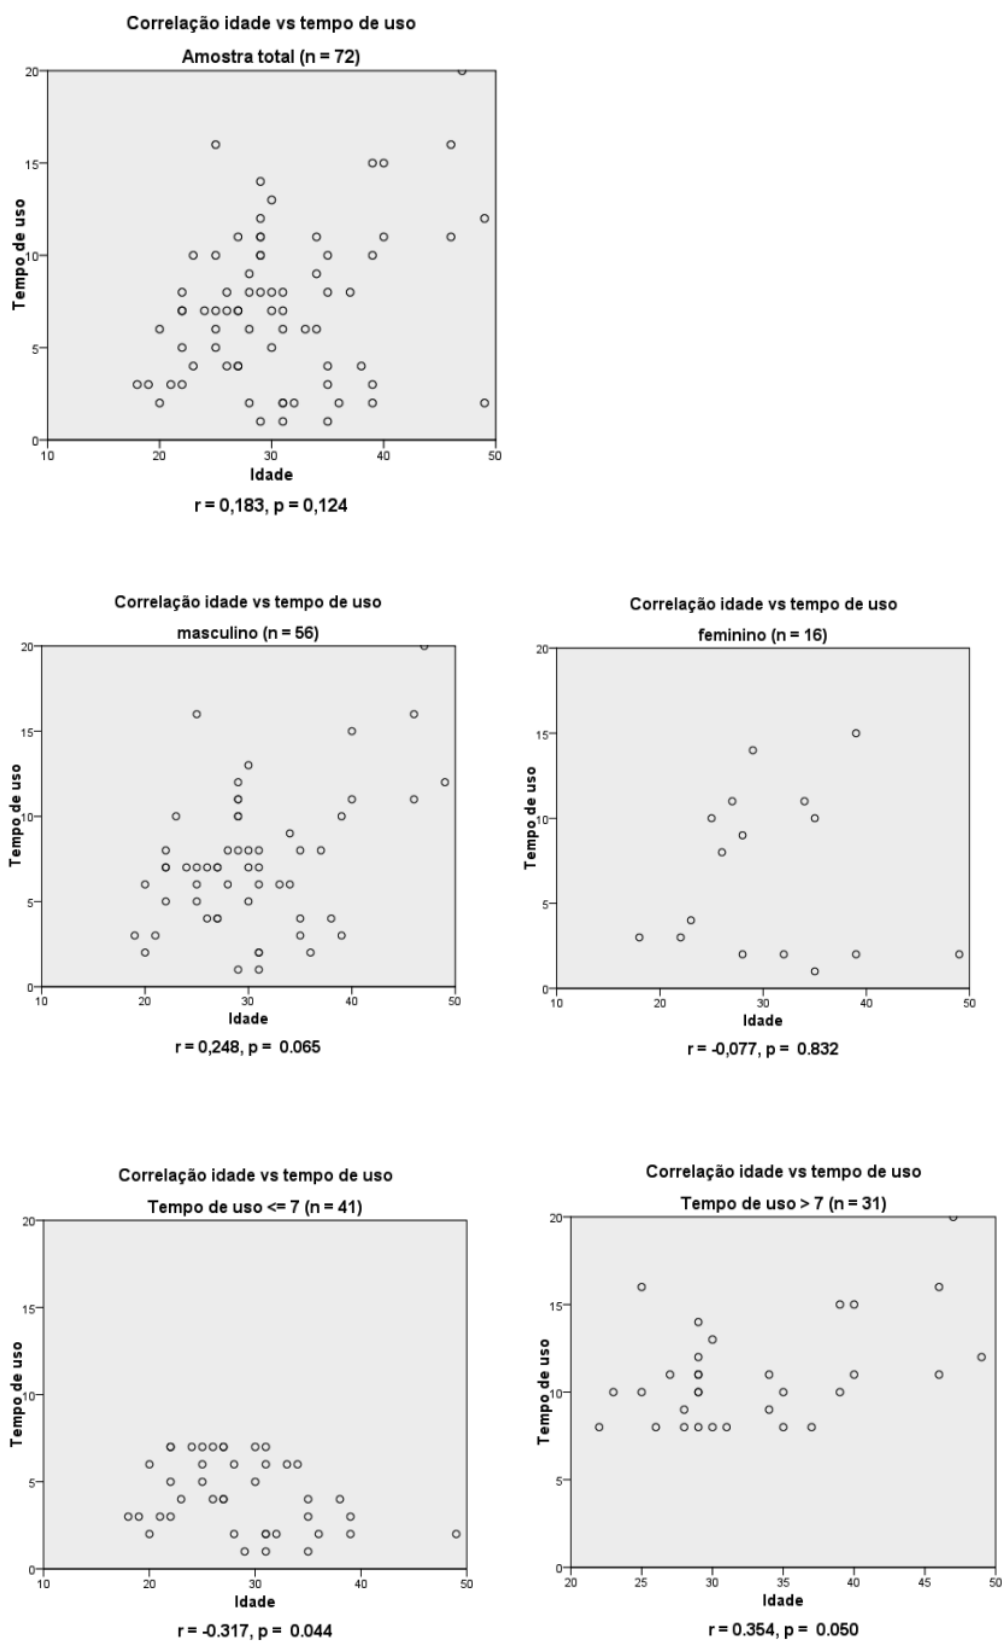 Correlação idade vs tempo de uso
Amostra total (n = 72)
20
15
10
5
0
Tempo de uso
10 20 30 40 50
Idade
r = 0,183, p = 0,124
Correlação idade vs tempo de uso
masculino (n = 56)
20
15
10
5
0
Tempo de uso
10 20 30 40 50
Idade
r = 0,248, p = 0.065
Correlação idade vs tempo de uso
feminino (n = 16)
20
15
10
5
0
Tempo de uso
10 20 30 40 50
Idade
r = -0,077, p = 0.832
Correlação idade vs tempo de uso
Tempo de uso <= 7 (n = 41)
20
15
10
5
0
Tempo de uso
10 20 30 40 50
Idade
r = -0.317, p = 0.044
Correlação idade vs tempo de uso
Tempo de uso > 7 (n = 31)
20
15
10
5
0
Tempo de uso
20 25 30 35 40 45 50
Idade
r = 0.354, p = 0.050